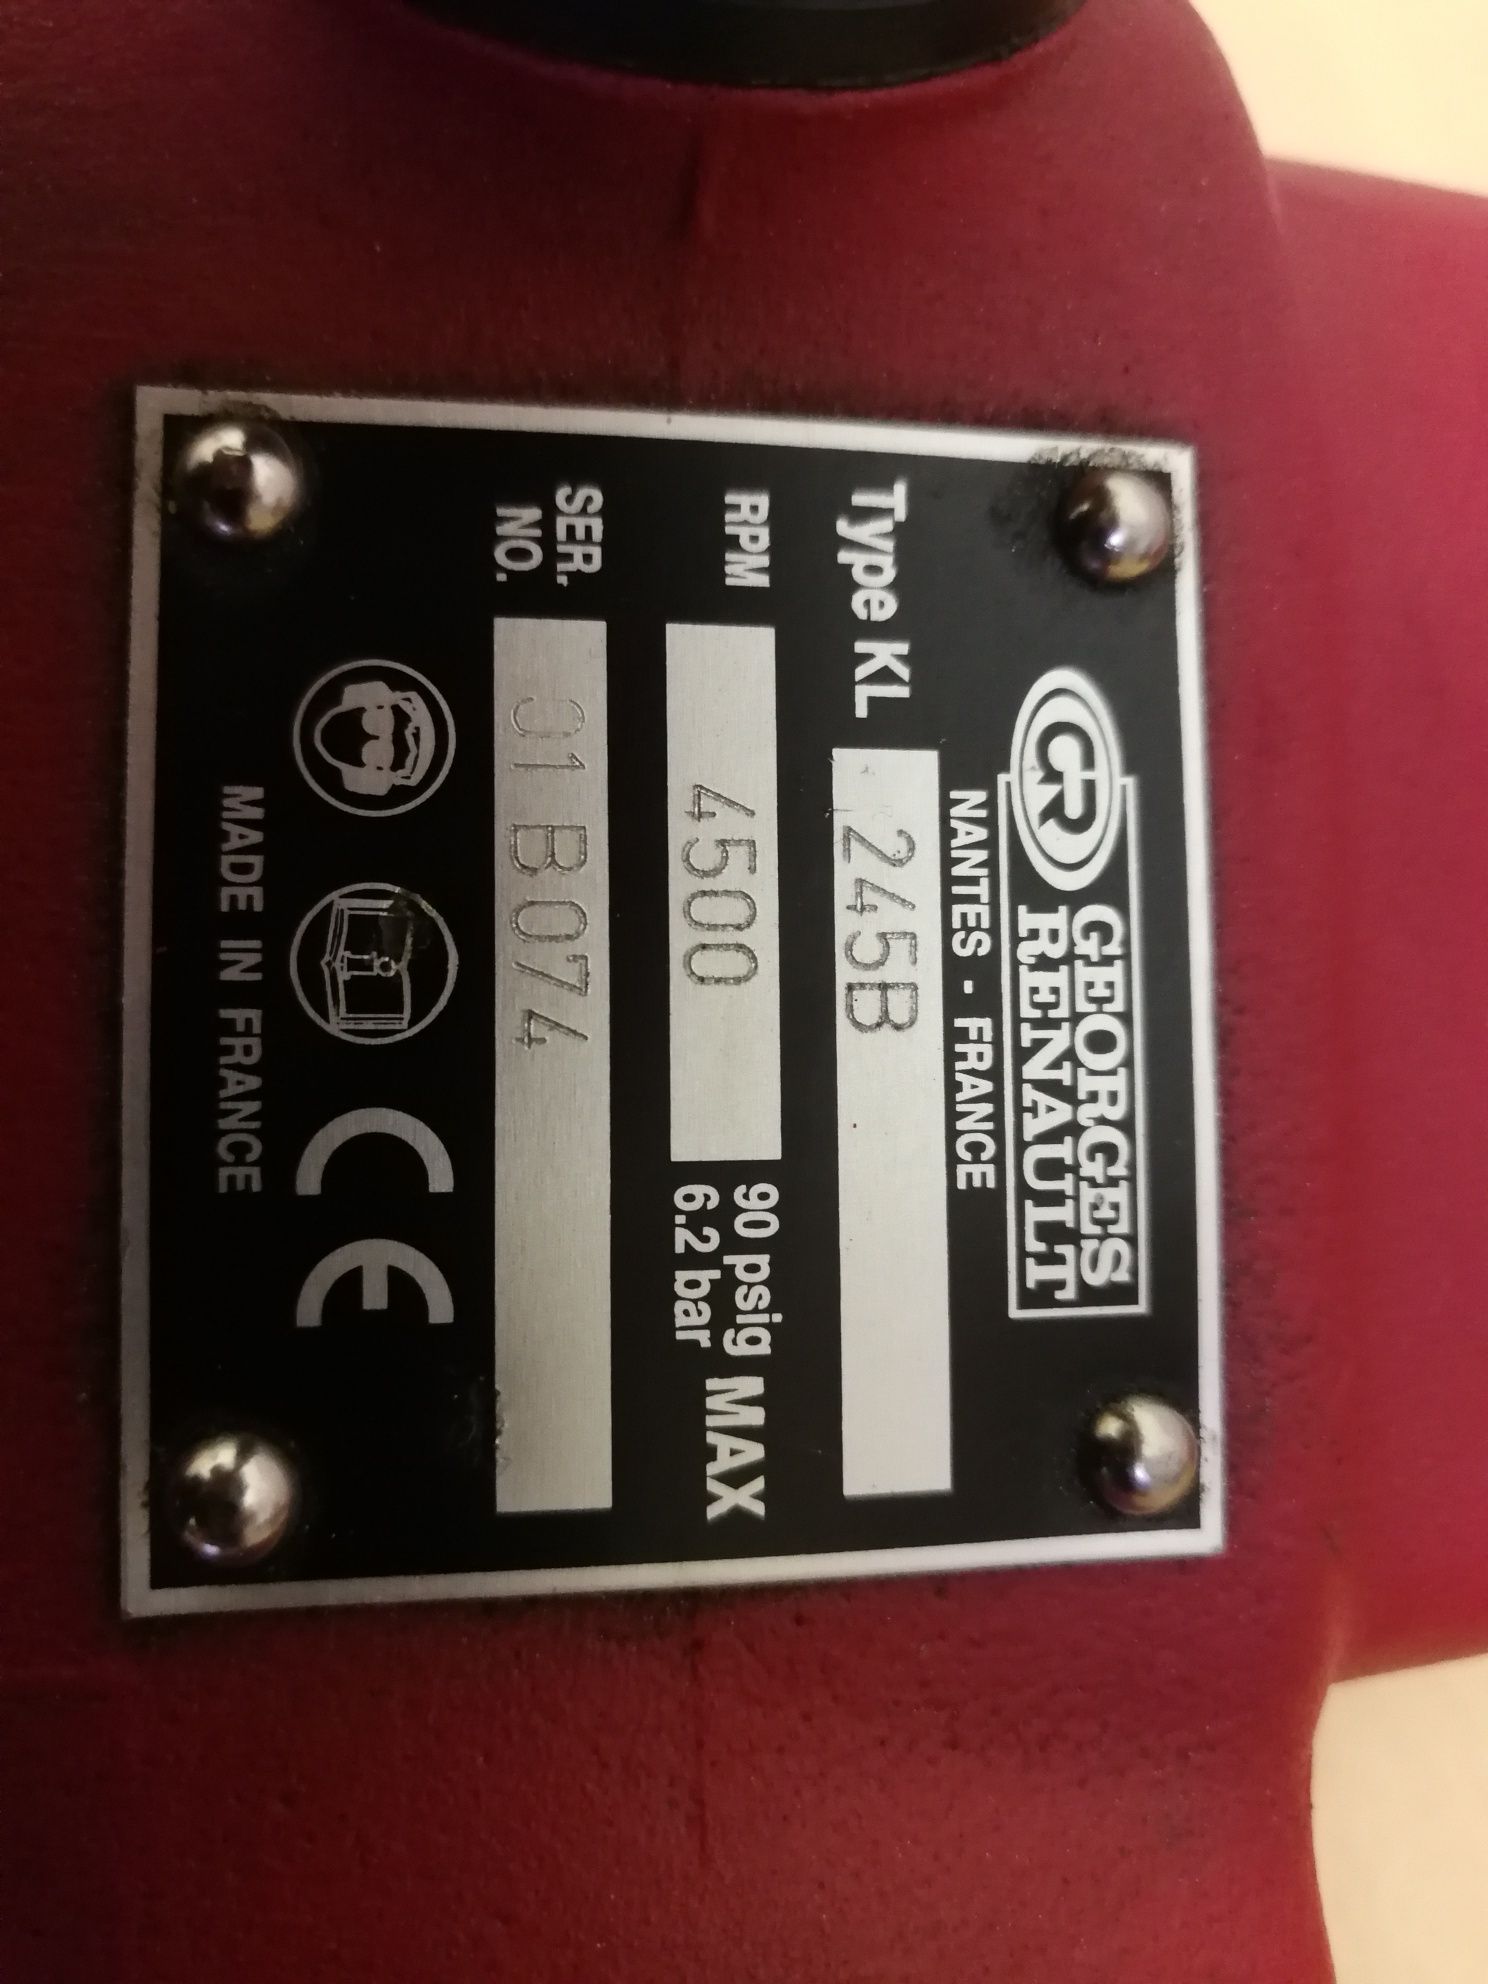 GR GEORGES
RENAULT
NANTES - FRANCE
Type KL 245B
RPM 4500 90 psig MAX
6.2 bar
SER. NO. 01B074
i
CE
MADE IN FRANCE